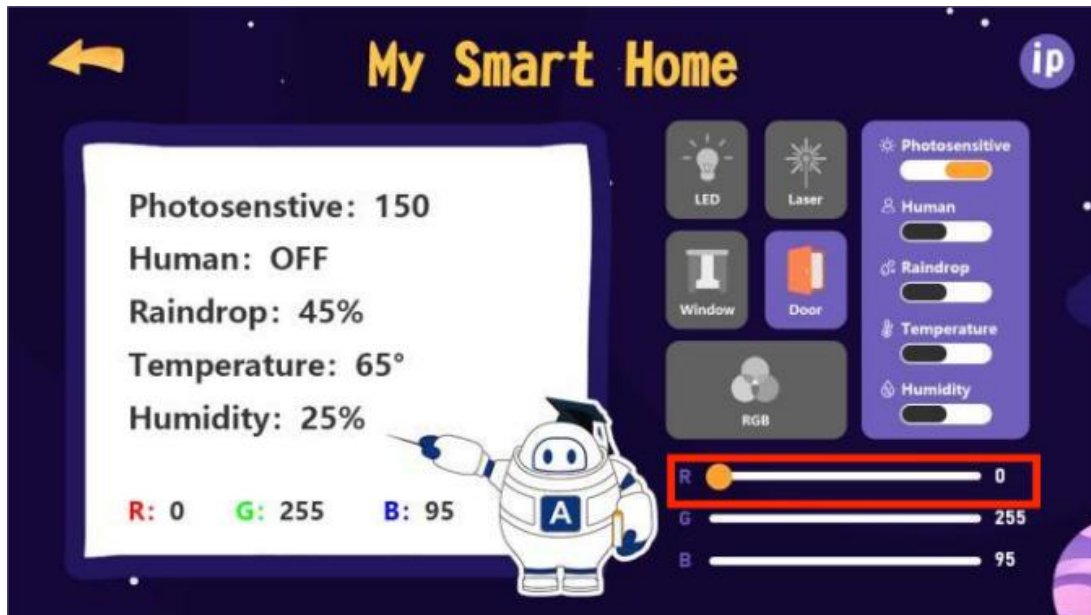 My Smart Home
ip
Photosenstive: 150
Human: OFF
Raindrop: 45%
Temperature: 65°
Humidity: 25%
R: 0 G: 255 B: 95
A
LED
Laser
Window
Door
RGB
Photosensitive
Human
Raindrop
Temperature
Humidity
R 0
G 255
B 95